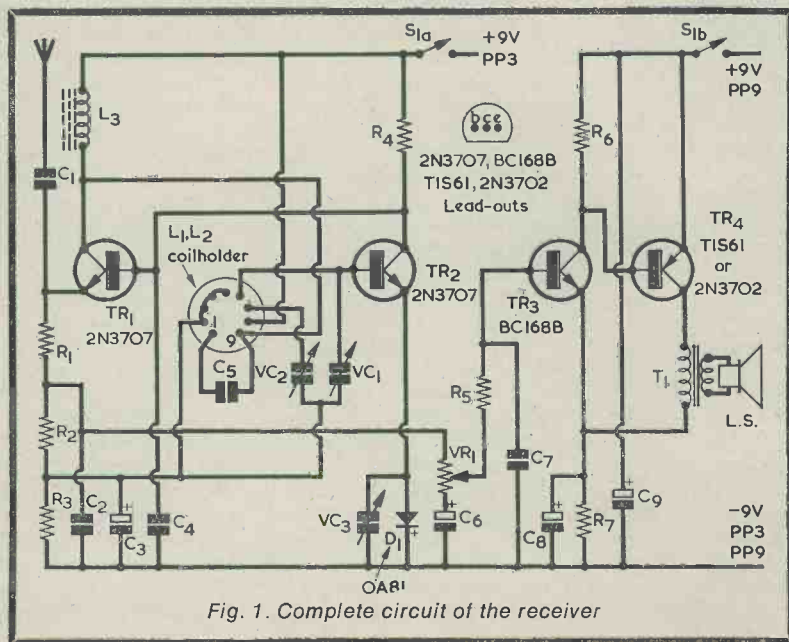 S1a
+9V
PP3
S1b
+9V
PP9
L3
R4
bce
2N3707, BC168B
T1S61, 2N3702
Lead-outs
R6
C1
L1, L2
coilholder
TR1
2N3707
TR2
2N3707
TR3
BC168B
TR4
T1S61
or
2N3702
1
9
C5
VC2
VC1
R1
R5
T1
L.S.
R2
VR1
C7
C9
R3
C2
+
C3
C4
VC3
D1
+
+
C6
+
C8
R7
+
-9V
PP3
PP9
OA81
Fig. 1. Complete circuit of the receiver